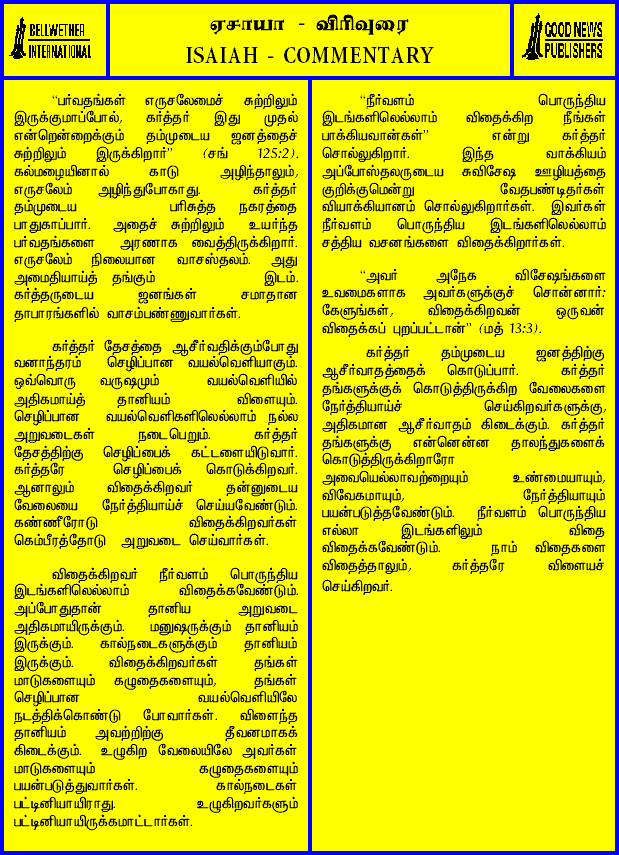 BELLWETHER
INTERNATIONAL
ஏசாயா - விரிவுரை
ISAIAH - COMMENTARY
GOOD NEWS
PUBLISHERS
“பர்வதங்கள் எருசலேமைச் சுற்றிலும்
இருக்குமாப்போல், கர்த்தர் இது முதல்
என்றென்றைக்கும் தம்முடைய ஜனத்தைச்
சுற்றிலும் இருக்கிறார்” (சங் 125:2).
கல்மழையினால் காடு அழிந்தாலும்,
எருசலேம் அழிந்துபோகாது. கர்த்தர்
தம்முடைய பரிசுத்த நகரத்தை
பாதுகாப்பார். அதைச் சுற்றிலும் உயர்ந்த
பர்வதங்களை அரணாக வைத்திருக்கிறார்.
எருசலேம் நிலையான வாசஸ்தலம். அது
அமைதியாய்த் தங்கும் இடம்.
கர்த்தருடைய ஜனங்கள் சமாதான
தாபரங்களில் வாசம்பண்ணுவார்கள்.
கர்த்தர் தேசத்தை ஆசீர்வதிக்கும்போது
வனாந்தரம் செழிப்பான வயல்வெளியாகும்.
ஒவ்வொரு வருஷமும் வயல்வெளியில்
அதிகமாய்த் தானியம் விளையும்.
செழிப்பான வயல்வெளிகளிலெல்லாம் நல்ல
அறுவடைகள் நடைபெறும். கர்த்தர்
தேசத்திற்கு செழிப்பைக் கட்டளையிடுவார்.
கர்த்தரே செழிப்பைக் கொடுக்கிறவர்.
ஆனாலும் விதைக்கிறவர் தன்னுடைய
வேலையை நேர்த்தியாய்ச் செய்யவேண்டும்.
கண்ணீரோடு விதைக்கிறவர்கள்
கெம்பீரத்தோடு அறுவடை செய்வார்கள்.
விதைக்கிறவர் நீர்வளம் பொருந்திய
இடங்களிலெல்லாம் விதைக்கவேண்டும்.
அப்போதுதான் தானிய அறுவடை
அதிகமாயிருக்கும். மனுஷருக்கும் தானியம்
இருக்கும். கால்நடைகளுக்கும் தானியம்
இருக்கும். விதைக்கிறவர்கள் தங்கள்
மாடுகளையும் கழுதைகளையும், தங்கள்
செழிப்பான வயல்வெளியிலே
நடத்திக்கொண்டு போவார்கள். விளைந்த
தானியம் அவற்றிற்கு தீவனமாகக்
கிடைக்கும். உழுகிற வேலையிலே அவர்கள்
மாடுகளையும் கழுதைகளையும்
பயன்படுத்துவார்கள். கால்நடைகள்
பட்டினியாயிராது. உழுகிறவர்களும்
பட்டினியாயிருக்கமாட்டார்கள்.
“நீர்வளம் பொருந்திய
இடங்களிலெல்லாம் விதைக்கிற நீங்கள்
பாக்கியவான்கள்” என்று கர்த்தர்
சொல்லுகிறார். இந்த வாக்கியம்
அப்போஸ்தலருடைய சுவிசேஷ ஊழியத்தை
குறிக்குமென்று வேதபண்டிதர்கள்
வியாக்கியானம் சொல்லுகிறார்கள். இவர்கள்
நீர்வளம் பொருந்திய இடங்களிலெல்லாம்
சத்திய வசனங்களை விதைக்கிறார்கள்.
“அவர் அநேக விசேஷங்களை
உவமைகளாக அவர்களுக்குச் சொன்னார்:
கேளுங்கள், விதைக்கிறவன் ஒருவன்
விதைக்கப் புறப்பட்டான்” (மத் 13:3).
கர்த்தர் தம்முடைய ஜனத்திற்கு
ஆசீர்வாதத்தைக் கொடுப்பார். கர்த்தர்
தங்களுக்குக் கொடுத்திருக்கிற வேலைகளை
நேர்த்தியாய்ச் செய்கிறவர்களுக்கு,
அதிகமான ஆசீர்வாதம் கிடைக்கும். கர்த்தர்
தங்களுக்கு என்னென்ன தாலந்துகளைக்
கொடுத்திருக்கிறாரோ
அவையெல்லாவற்றையும் உண்மையாயும்,
விவேகமாயும், நேர்த்தியாயும்
பயன்படுத்தவேண்டும். நீர்வளம் பொருந்திய
எல்லா இடங்களிலும் விதை
விதைக்கவேண்டும். நாம் விதைகளை
விதைத்தாலும், கர்த்தரே விளையச்
செய்கிறவர்.